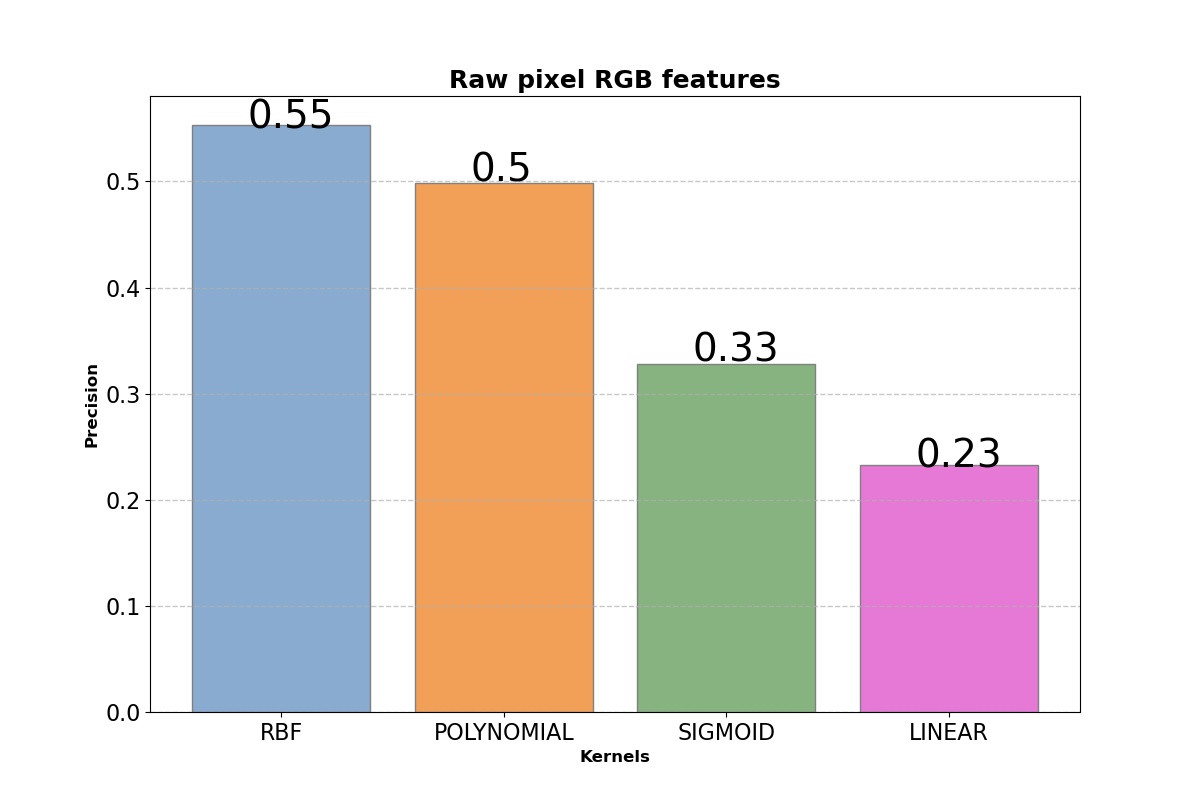 Raw pixel RGB features
0.55
0.5
0.33
0.23
0.5
0.4
0.3
0.2
0.1
0.0
Precision
RBF POLYNOMIAL SIGMOID LINEAR
Kernels